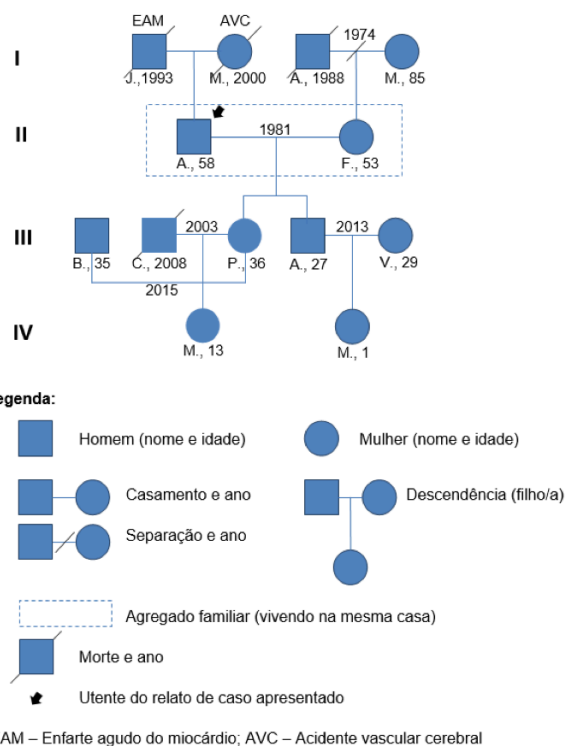 EAM AVC
1974
I
J.,1993 M., 2000 A., 1988 M., 85
II
1981
A., 58 F., 53
III
2003 2013
B., 35 C., 2008 P., 36 A., 27 V., 29
2015
IV
M., 13 M., 1
egenda:
Homem (nome e idade) Mulher (nome e idade)
Casamento e ano Descendência (filho/a)
Separação e ano
Agregado familiar (vivendo na mesma casa)
Morte e ano
Utente do relato de caso apresentado
AM – Enfarte agudo do miocárdio; AVC – Acidente vascular cerebral